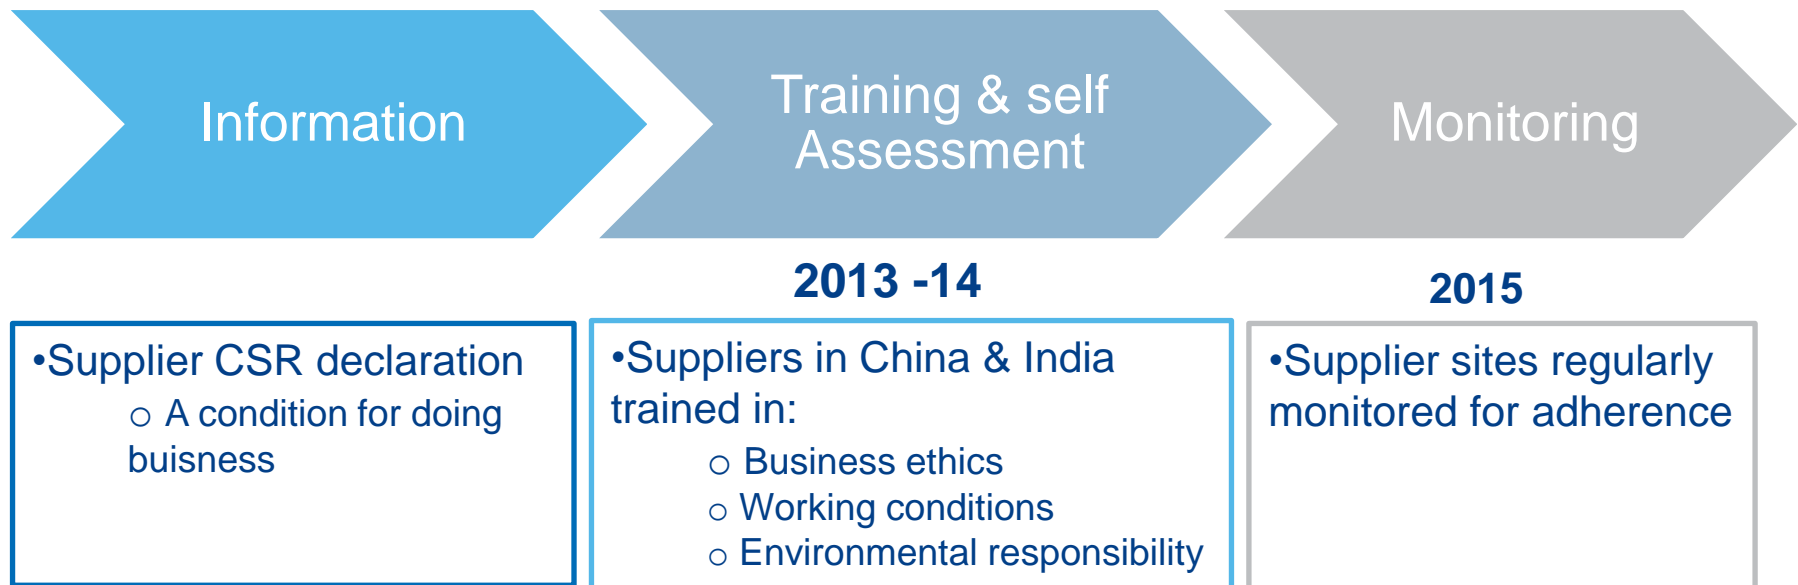 Information
Training & self
Assessment
Monitoring
2013 -14
2015
•Supplier CSR declaration
o A condition for doing
buisness
•Suppliers in China & India
trained in:
o Business ethics
o Working conditions
o Environmental responsibility
•Supplier sites regularly
monitored for adherence